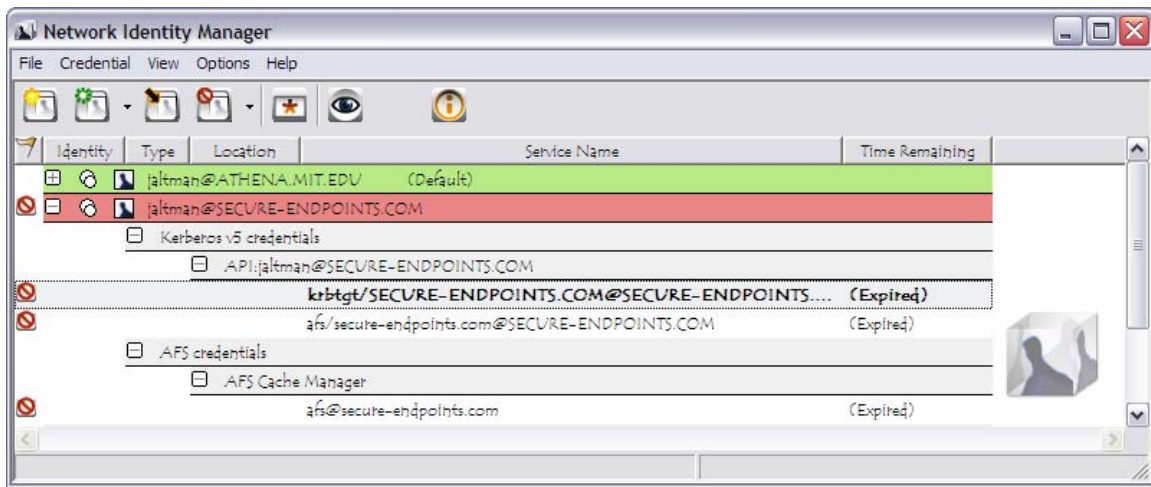 Network Identity Manager
File Credential View Options Help
Identity Type Location Service Name Time Remaining
jaltman@ATHENA.MIT.EDU (Default)
jaltman@SECURE-ENDPOINTS.COM
Kerberos v5 credentials
API:jaltman@SECURE-ENDPOINTS.COM
krbtgt/SECURE-ENDPOINTS.COM@SECURE-ENDPOINTS.... (Expired)
afs/secure-endpoints.com@SECURE-ENDPOINTS.COM (Expired)
AFS credentials
AFS Cache Manager
afs@secure-endpoints.com (Expired)